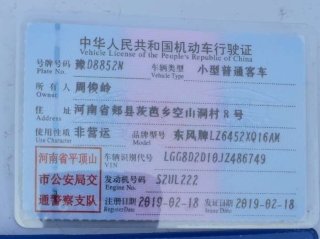 中华人民共和国机动车行驶证
Vehicle License of the People's Republic of China
号牌号码 豫D8852N 车辆类型 小型普通客车
Plate No. Vehicle Type
所有人 周俊岭
Owner
住址 河南省郏县茨芭乡空山洞村8号
Address
使用性质 非营运 品牌型号 东风牌LZ6452XQ16AM
Use Character Model
河南省平顶山 车辆识别代号 LGG8D2D10JZ486749
VIN
市公安局交 发动机号码 S2UL222
Engine No.
通警察支队 注册日期 2019-02-18 发证日期 2019-02-18
Register Date Issue Date